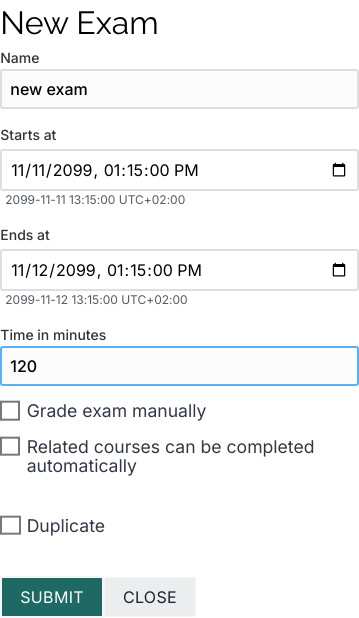 New Exam
Name
new exam
Starts at
11/11/2099, 01:15:00 PM
2099-11-11 13:15:00 UTC+02:00
Ends at
11/12/2099, 01:15:00 PM
2099-11-12 13:15:00 UTC+02:00
Time in minutes
120
Grade exam manually
Related courses can be completed
automatically
Duplicate
SUBMIT CLOSE